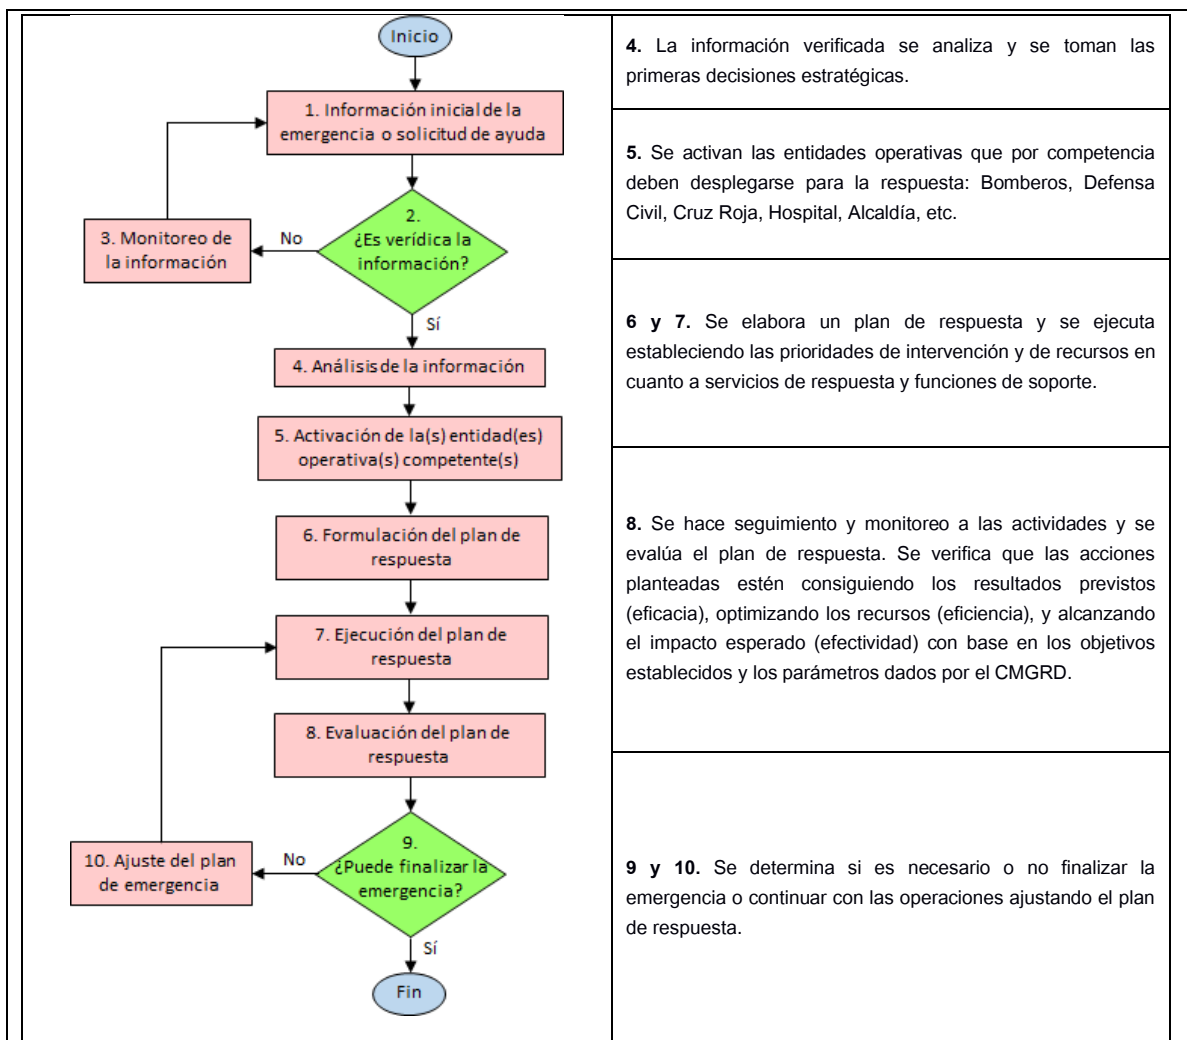 Inicio
1. Información inicial de la
emergencia o solicitud de ayuda
2.
¿Es verídica la
información?
No
3. Monitoreo de
la información
Sí
4. Análisis de la información
5. Activación de la(s) entidad(es)
operativa(s) competente(s)
6. Formulación del plan de
respuesta
7. Ejecución del plan de
respuesta
8. Evaluación del plan de
respuesta
9.
¿Puede finalizar la
emergencia?
No
10. Ajuste del plan
de emergencia
Sí
Fin
4. La información verificada se analiza y se toman las
primeras decisiones estratégicas.
5. Se activan las entidades operativas que por competencia
deben desplegarse para la respuesta: Bomberos, Defensa
Civil, Cruz Roja, Hospital, Alcaldía, etc.
6 y 7. Se elabora un plan de respuesta y se ejecuta
estableciendo las prioridades de intervención y de recursos en
cuanto a servicios de respuesta y funciones de soporte.
8. Se hace seguimiento y monitoreo a las actividades y se
evalúa el plan de respuesta. Se verifica que las acciones
planteadas estén consiguiendo los resultados previstos
(eficacia), optimizando los recursos (eficiencia), y alcanzando
el impacto esperado (efectividad) con base en los objetivos
establecidos y los parámetros dados por el CMGRD.
9 y 10. Se determina si es necesario o no finalizar la
emergencia o continuar con las operaciones ajustando el plan
de respuesta.